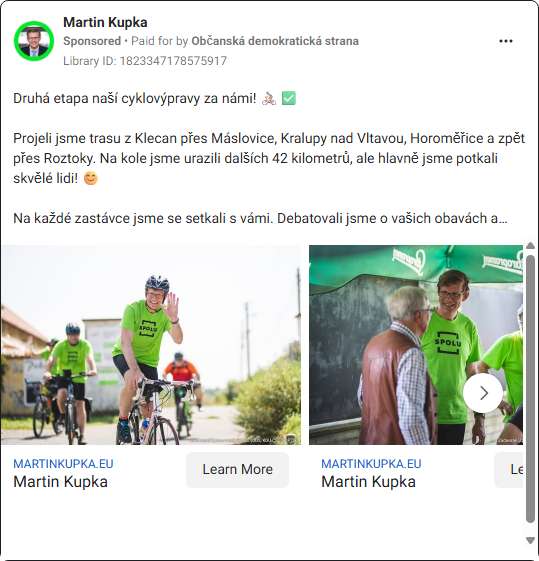 Martin Kupka
Sponsored • Paid for by Občanská demokratická strana
Library ID: 1823347178575917
Druhá etapa naší cyklovýpravy za námi! 🚴 ✅
Projeli jsme trasu z Klecan přes Máslovice, Kralupy nad Vltavou, Horoměřice a zpět
přes Roztoky. Na kole jsme urazili dalších 42 kilometrů, ale hlavně jsme potkali
skvělé lidi! 😊
Na každé zastávce jsme se setkali s vámi. Debatovali jsme o vašich obavách a...
SPOLU
SPOLU
SPOLU
MARTINKUPKA.EU
Martin Kupka
Learn More
MARTINKUPKA.EU
Martin Kupka
Le